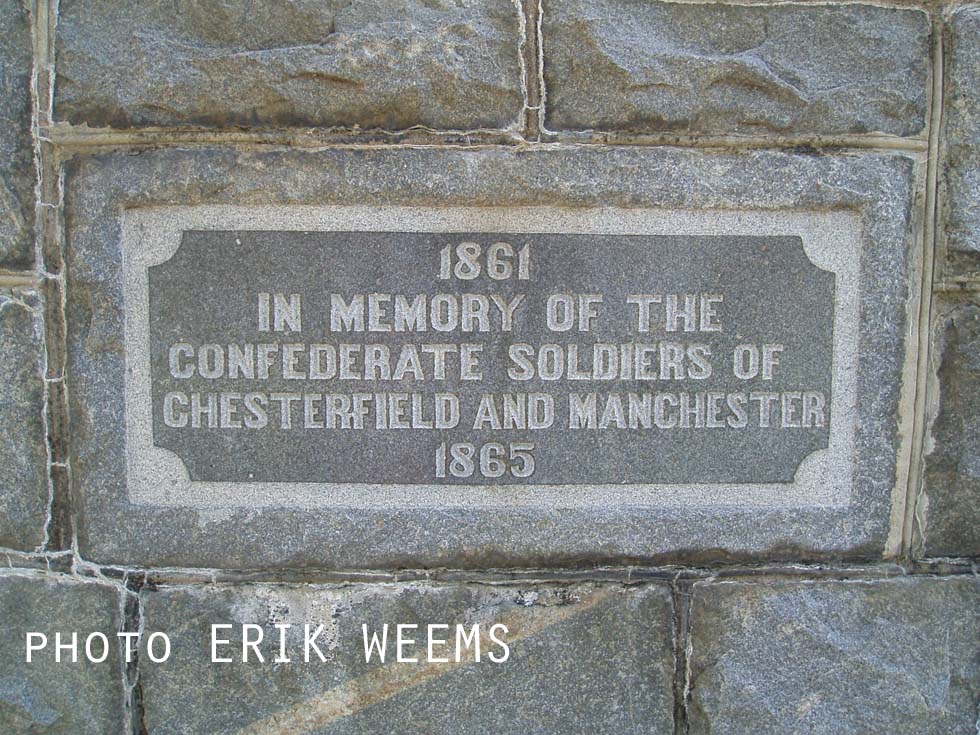 1861
IN MEMORY OF THE
CONFEDERATE SOLDIERS OF
CHESTERFIELD AND MANCHESTER
1865
PHOTO ERIK WEEMS